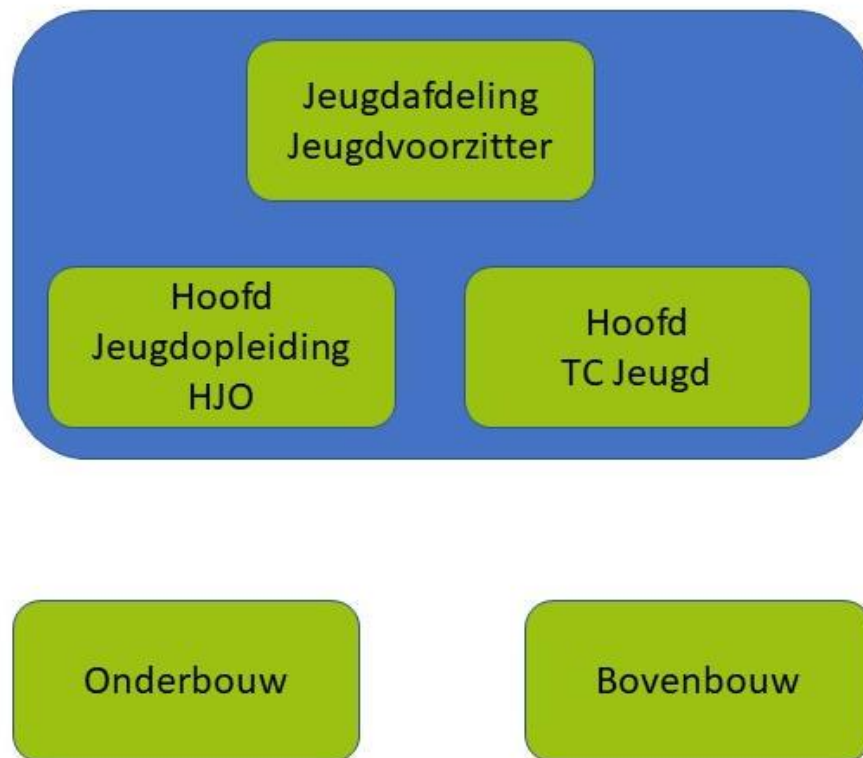 Jeugdafdeling
Jeugdvoorzitter
Hoofd
Jeugdopleiding
HJO
Hoofd
TC Jeugd
Onderbouw
Bovenbouw